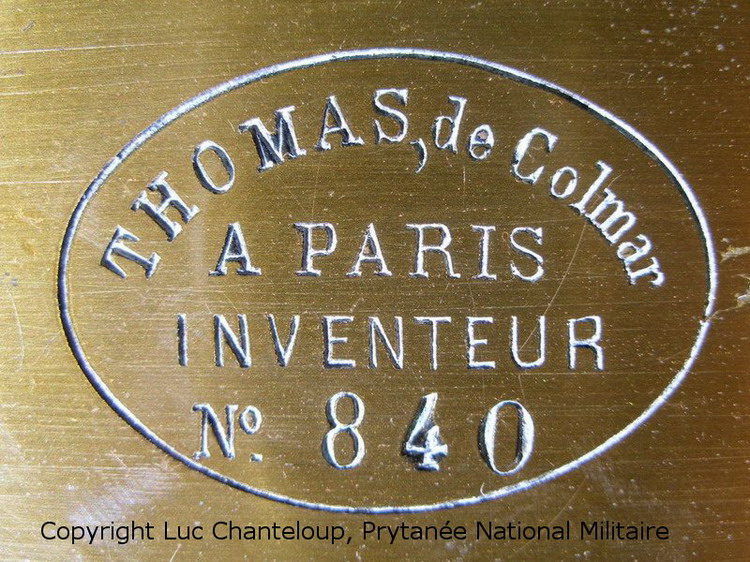 THOMAS, de Colmar
A PARIS
INVENTEUR
No. 840
Copyright Luc Chanteloup, Prytanée National Militaire